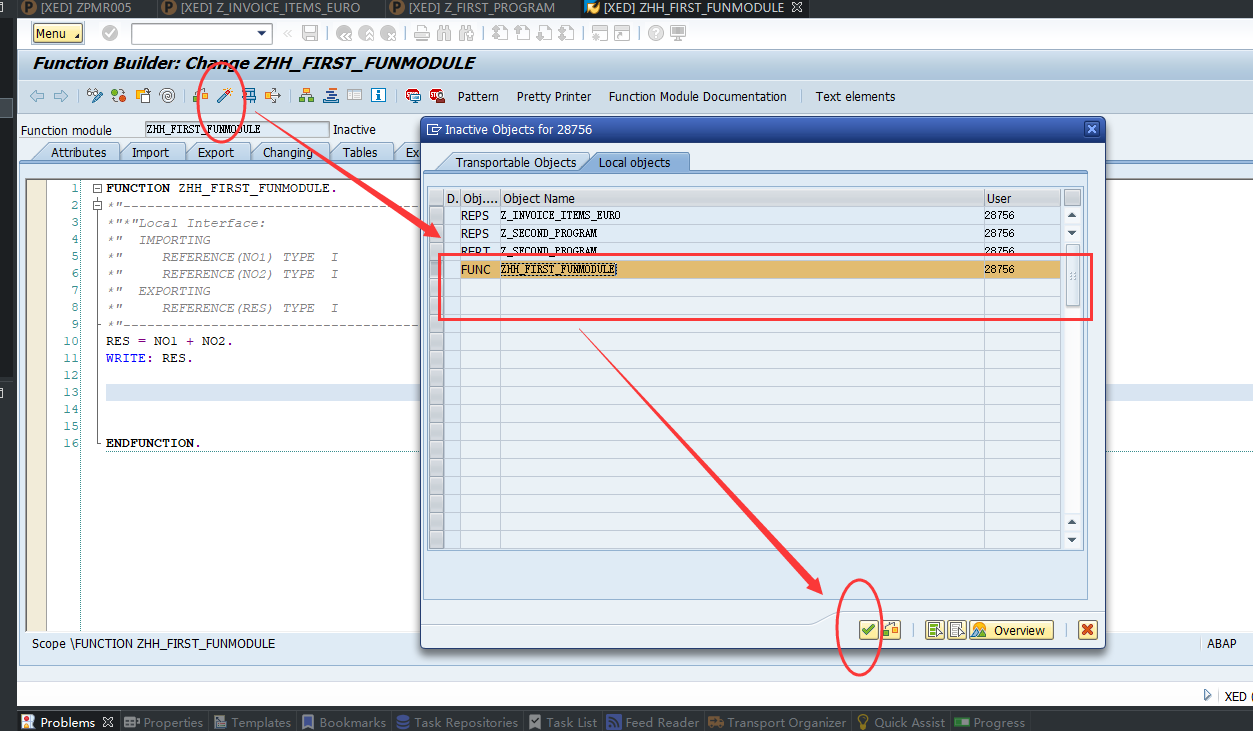 [XED] ZPMR005
[XED] Z_INVOICE_ITEMS_EURO
[XED] Z_FIRST_PROGRAM
[XED] ZHH_FIRST_FUNMODULE
Menu
Function Builder: Change ZHH_FIRST_FUNMODULE
Pattern
Pretty Printer
Function Module Documentation
Text elements
Function module
ZHH_FIRST_FUNMODULE
Inactive
Attributes
Import
Export
Changing
Tables
Ex
1 FUNCTION ZHH_FIRST_FUNMODULE.
2 *"----------------------------------------
3 *"*"Local Interface:
4 *"  IMPORTING
5 *"     REFERENCE(NO1) TYPE  I
6 *"     REFERENCE(NO2) TYPE  I
7 *"  EXPORTING
8 *"     REFERENCE(RES) TYPE  I
9 *"----------------------------------------
10 RES = NO1 + NO2.
11 WRITE: RES.
12
13
14
15
16 ENDFUNCTION.
Scope \FUNCTION ZHH_FIRST_FUNMODULE
ABAP
Inactive Objects for 28756
Transportable Objects
Local objects
D. Obj.... Object Name User
REPS Z_INVOICE_ITEMS_EURO 28756
REPS Z_SECOND_PROGRAM 28756
REPT Z_SECOND_PROGRAM 28756
FUNC ZHH_FIRST_FUNMODULE 28756
Overview
XED (
Problems
Properties
Templates
Bookmarks
Task Repositories
Task List
Feed Reader
Transport Organizer
Quick Assist
Progress